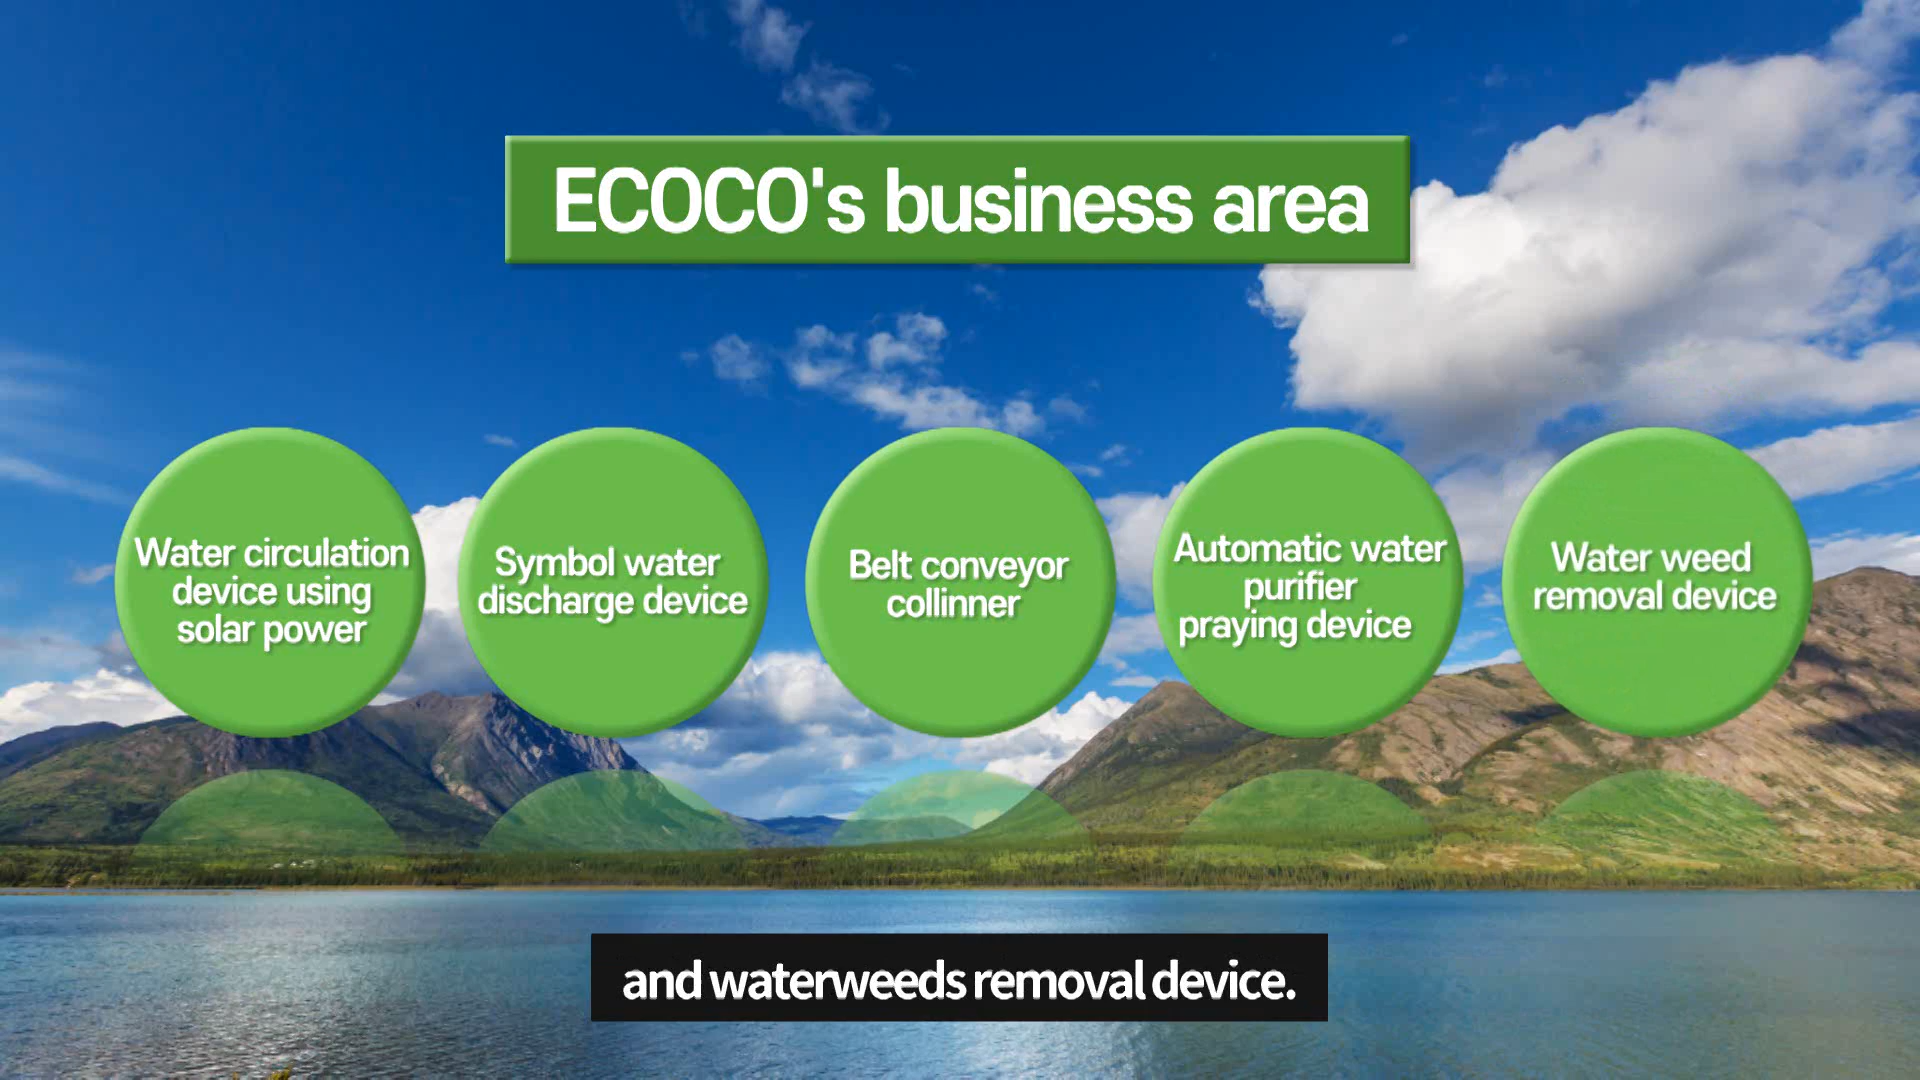 ECOCO's business area
Water circulation
device using
solar power
Symbol water
discharge device
Belt conveyor
collinner
Automatic water
purifier
praying device
Water weed
removal device
and waterweeds removal device.